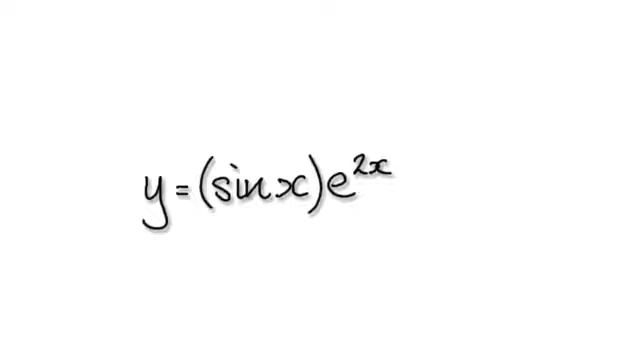 y = (sin x) e^{2x}